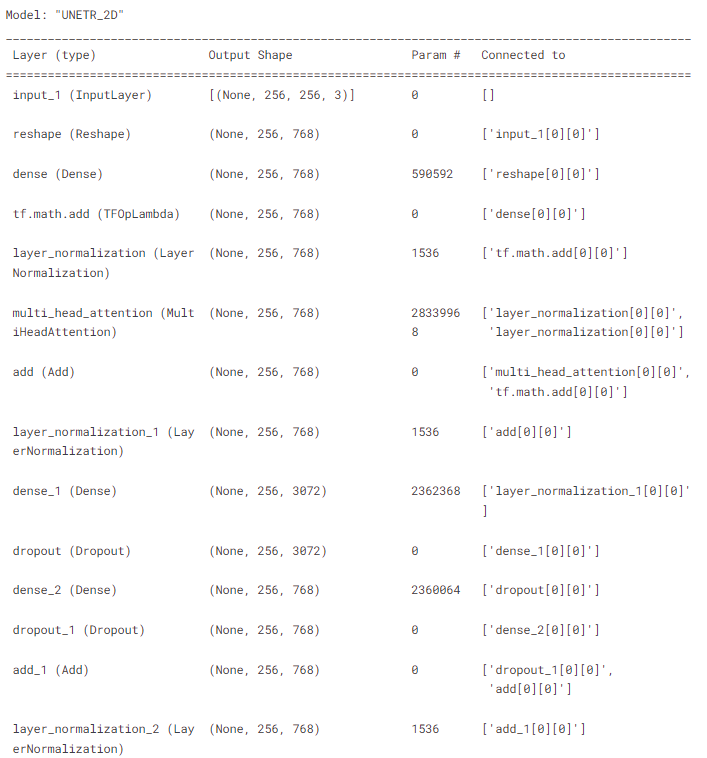 Model: "UNETR_2D"
__________________________________________________________________________________________________
Layer (type) Output Shape Param # Connected to
==================================================================================================
input_1 (InputLayer) [(None, 256, 256, 3)] 0 []
reshape (Reshape) (None, 256, 768) 0 ['input_1[0][0]']
dense (Dense) (None, 256, 768) 590592 ['reshape[0][0]']
tf.math.add (TFOpLambda) (None, 256, 768) 0 ['dense[0][0]']
layer_normalization (Layer (None, 256, 768) 1536 ['tf.math.add[0][0]']
Normalization)
multi_head_attention (Mult (None, 256, 768) 2833996 ['layer_normalization[0][0]',
iHeadAttention) 8 'layer_normalization[0][0]']
add (Add) (None, 256, 768) 0 ['multi_head_attention[0][0]',
'tf.math.add[0][0]']
layer_normalization_1 (Lay (None, 256, 768) 1536 ['add[0][0]']
erNormalization)
dense_1 (Dense) (None, 256, 3072) 2362368 ['layer_normalization_1[0][0]'
]
dropout (Dropout) (None, 256, 3072) 0 ['dense_1[0][0]']
dense_2 (Dense) (None, 256, 768) 2360064 ['dropout[0][0]']
dropout_1 (Dropout) (None, 256, 768) 0 ['dense_2[0][0]']
add_1 (Add) (None, 256, 768) 0 ['dropout_1[0][0]',
'add[0][0]']
layer_normalization_2 (Lay (None, 256, 768) 1536 ['add_1[0][0]']
erNormalization)